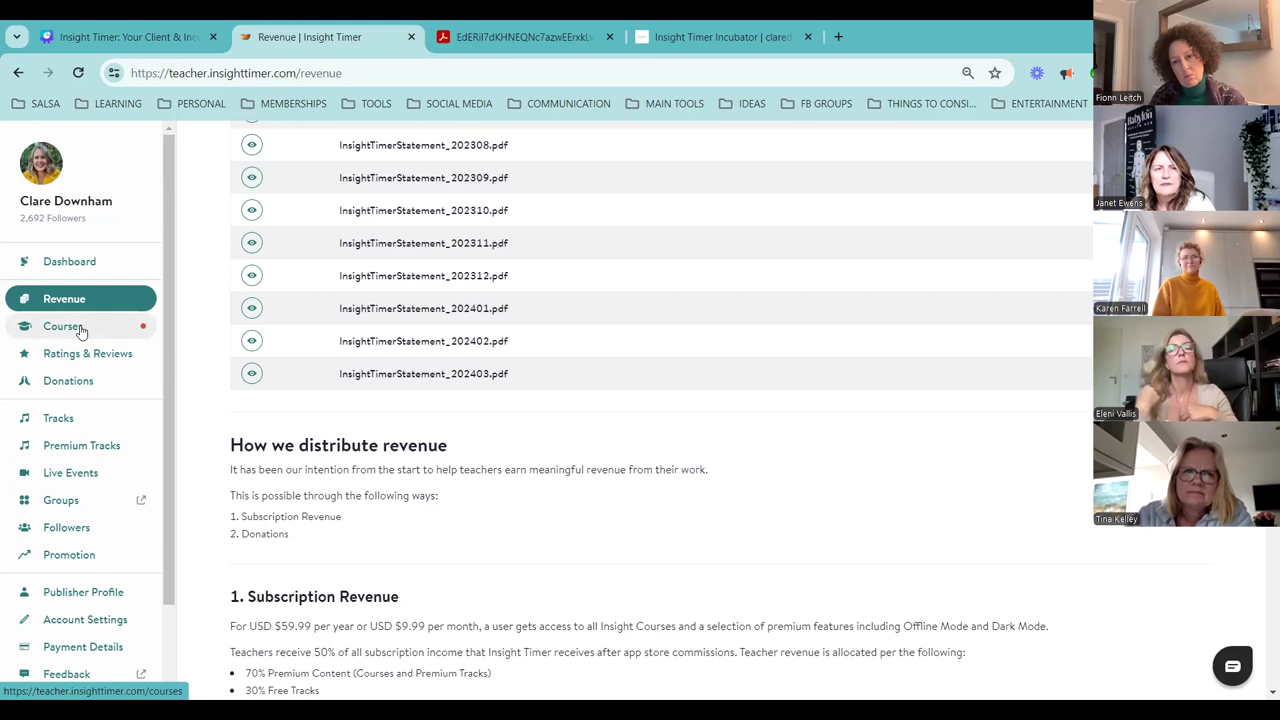 Insight Timer: Your Client & Inc
Revenue | Insight Timer
EdERiI7dKHNEQNc7azwEErxkLv
Insight Timer Incubator | clared
https://teacher.insighttimer.com/revenue
SALSA
LEARNING
PERSONAL
MEMBERSHIPS
TOOLS
SOCIAL MEDIA
COMMUNICATION
MAIN TOOLS
IDEAS
FB GROUPS
THINGS TO CONSI...
ENTERTAINMENT
Clare Downham
2,692 Followers
Dashboard
Revenue
Courses
Ratings & Reviews
Donations
Tracks
Premium Tracks
Live Events
Groups
Followers
Promotion
Publisher Profile
Account Settings
Payment Details
Feedback
https://teacher.insighttimer.com/courses
InsightTimerStatement_202308.pdf
InsightTimerStatement_202309.pdf
InsightTimerStatement_202310.pdf
InsightTimerStatement_202311.pdf
InsightTimerStatement_202312.pdf
InsightTimerStatement_202401.pdf
InsightTimerStatement_202402.pdf
InsightTimerStatement_202403.pdf
How we distribute revenue
It has been our intention from the start to help teachers earn meaningful revenue from their work.
This is possible through the following ways:
1. Subscription Revenue
2. Donations
1. Subscription Revenue
For USD $59.99 per year or USD $9.99 per month, a user gets access to all Insight Courses and a selection of premium features including Offline Mode and Dark Mode.
Teachers receive 50% of all subscription income that Insight Timer receives after app store commissions. Teacher revenue is allocated per the following:
70% Premium Content (Courses and Premium Tracks)
30% Free Tracks
Fionn Leitch
Babylon
Janet Ewens
Karen Farrell
Eleni Vallis
Tina Kelley